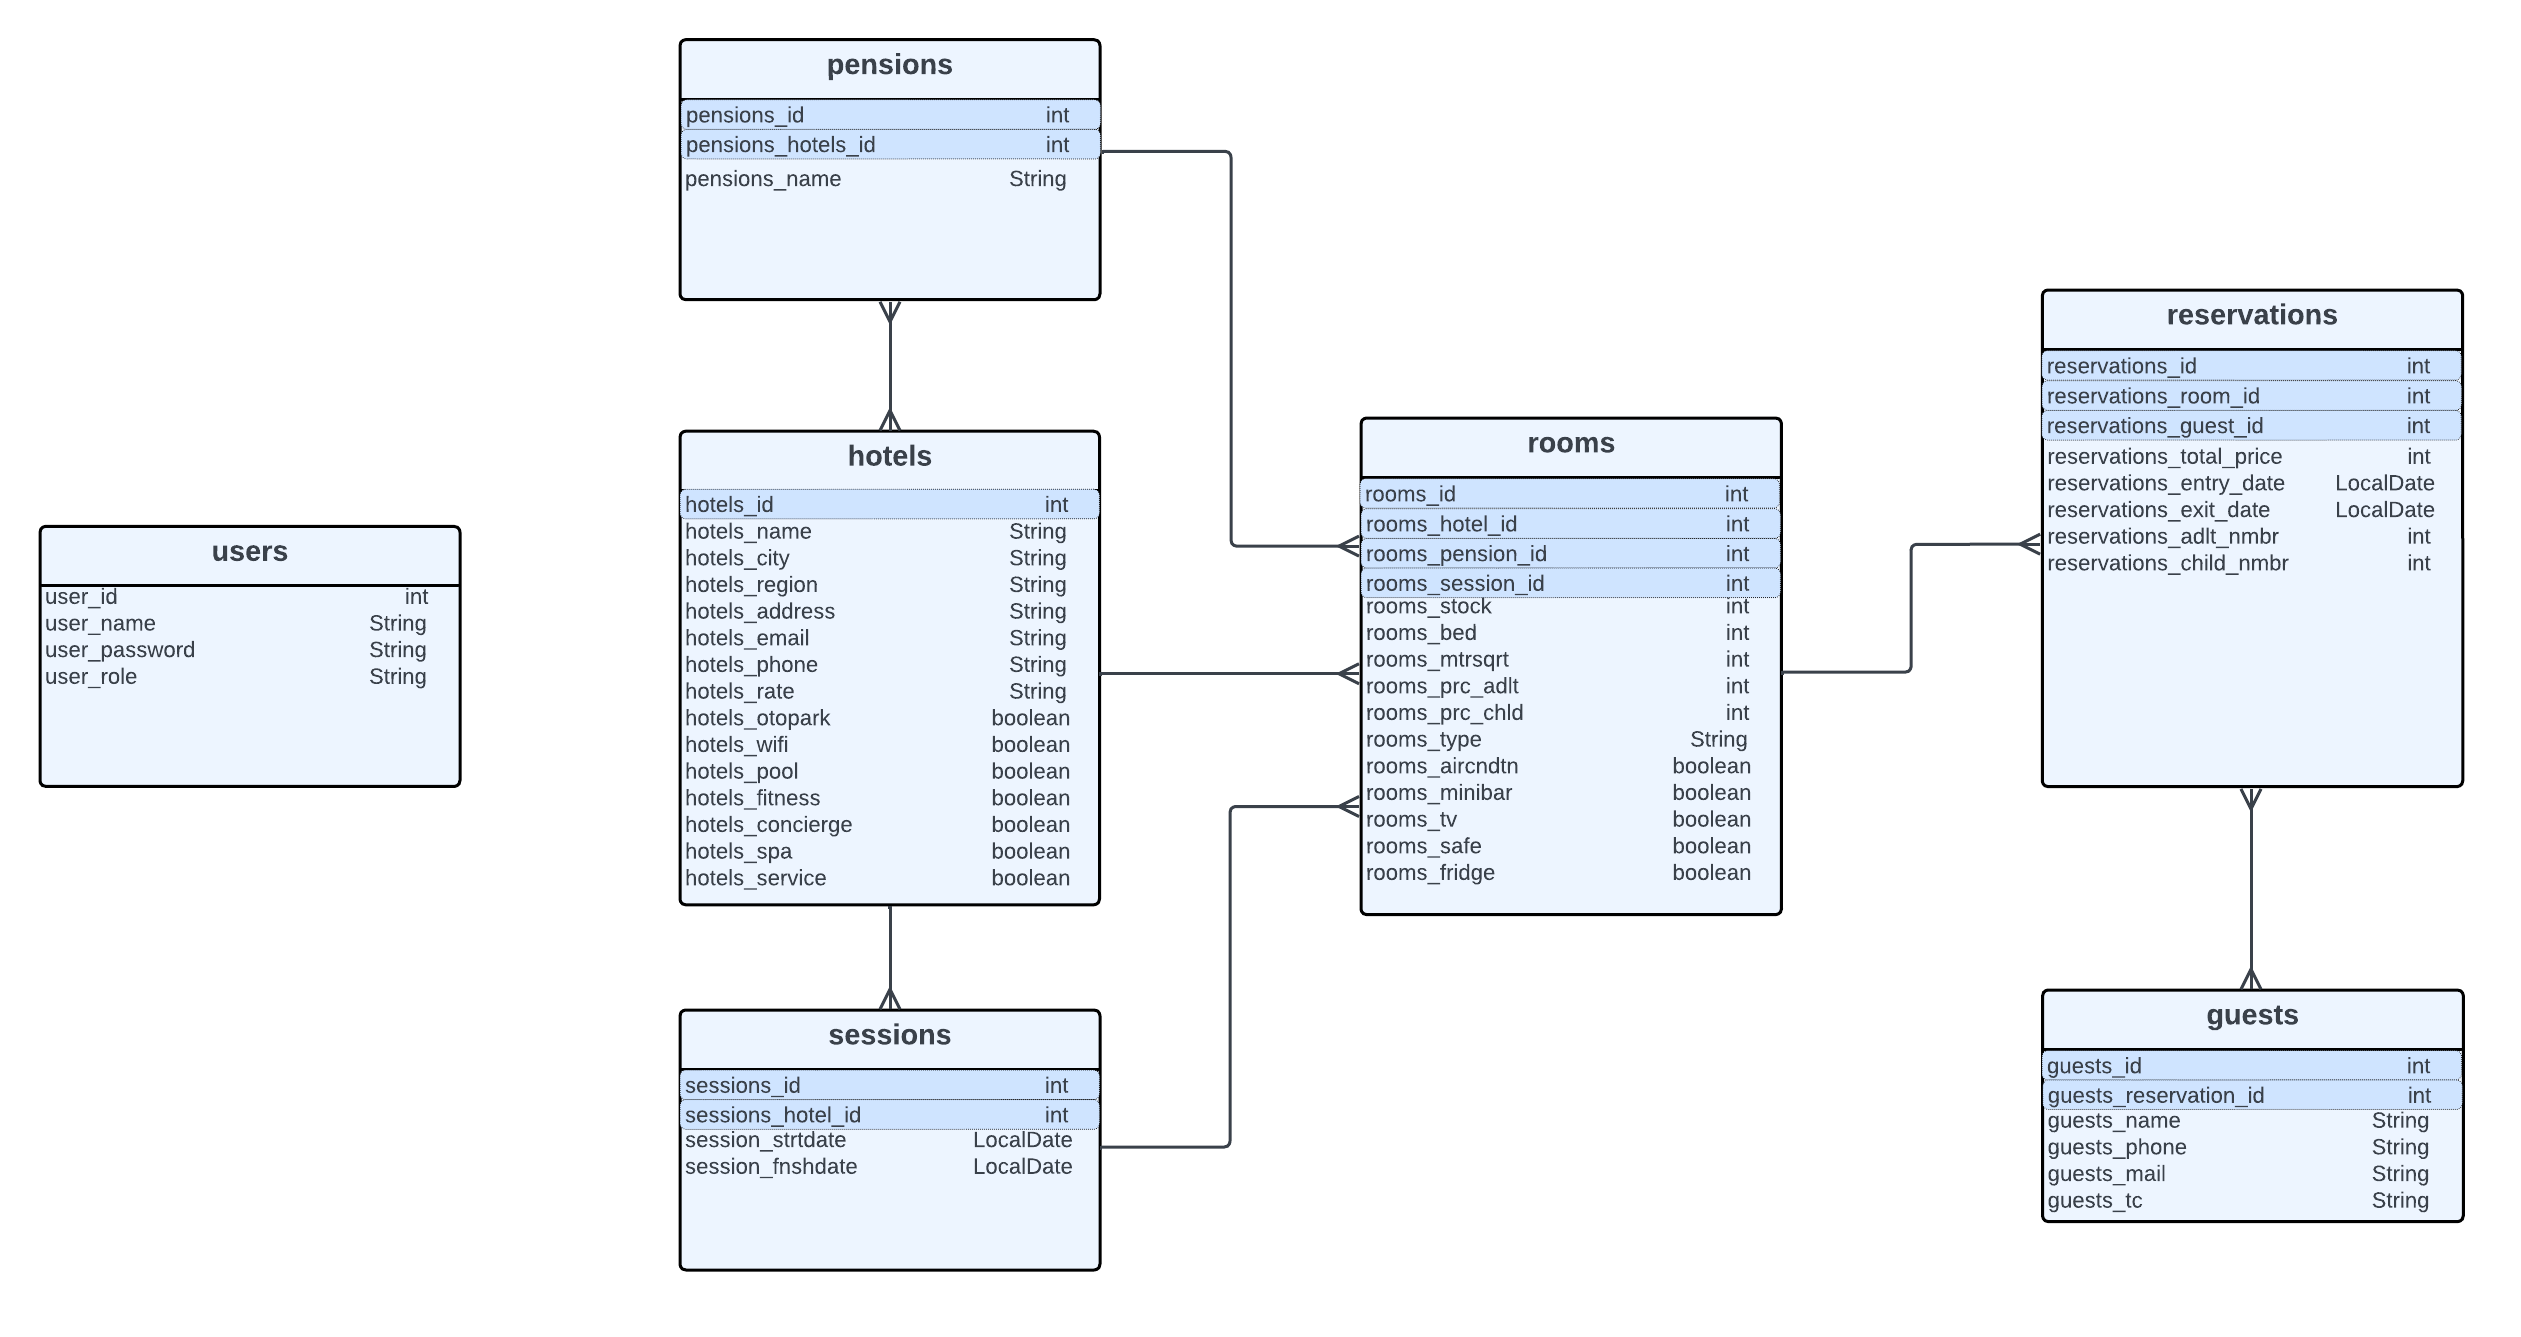 pensions
pensions_id int
pensions_hotels_id int
pensions_name String
hotels
hotels_id int
hotels_name String
hotels_city String
hotels_region String
hotels_address String
hotels_email String
hotels_phone String
hotels_rate String
hotels_otopark boolean
hotels_wifi boolean
hotels_pool boolean
hotels_fitness boolean
hotels_concierge boolean
hotels_spa boolean
hotels_service boolean
users
user_id int
user_name String
user_password String
user_role String
sessions
sessions_id int
sessions_hotel_id int
session_strtdate LocalDate
session_fnshdate LocalDate
rooms
rooms_id int
rooms_hotel_id int
rooms_pension_id int
rooms_session_id int
rooms_stock int
rooms_bed int
rooms_mtrsqrt int
rooms_prc_adlt int
rooms_prc_chld int
rooms_type String
rooms_aircndtn boolean
rooms_minibar boolean
rooms_tv boolean
rooms_safe boolean
rooms_fridge boolean
reservations
reservations_id int
reservations_room_id int
reservations_guest_id int
reservations_total_price int
reservations_entry_date LocalDate
reservations_exit_date LocalDate
reservations_adlt_nmbr int
reservations_child_nmbr int
guests
guests_id int
guests_reservation_id int
guests_name String
guests_phone String
guests_mail String
guests_tc String